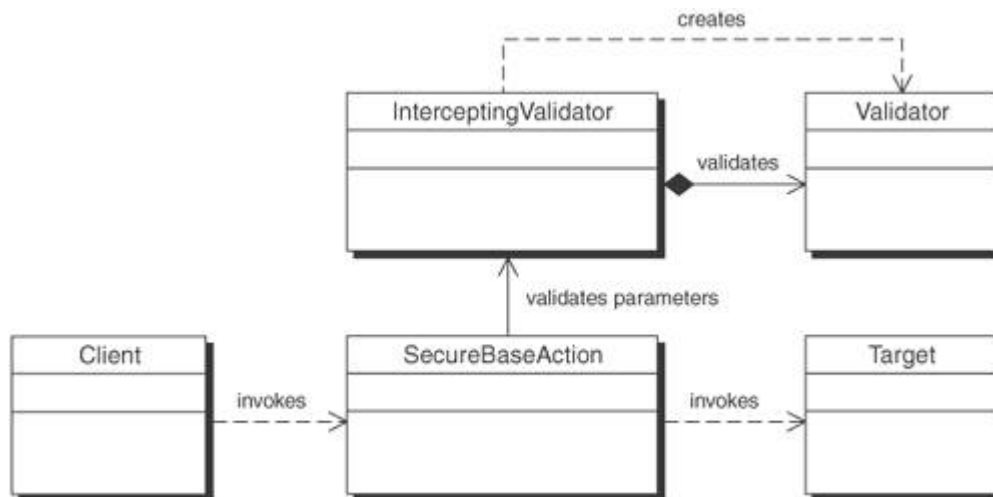 creates
InterceptingValidator
Validator
validates
validates parameters
Client
SecureBaseAction
Target
invokes
invokes